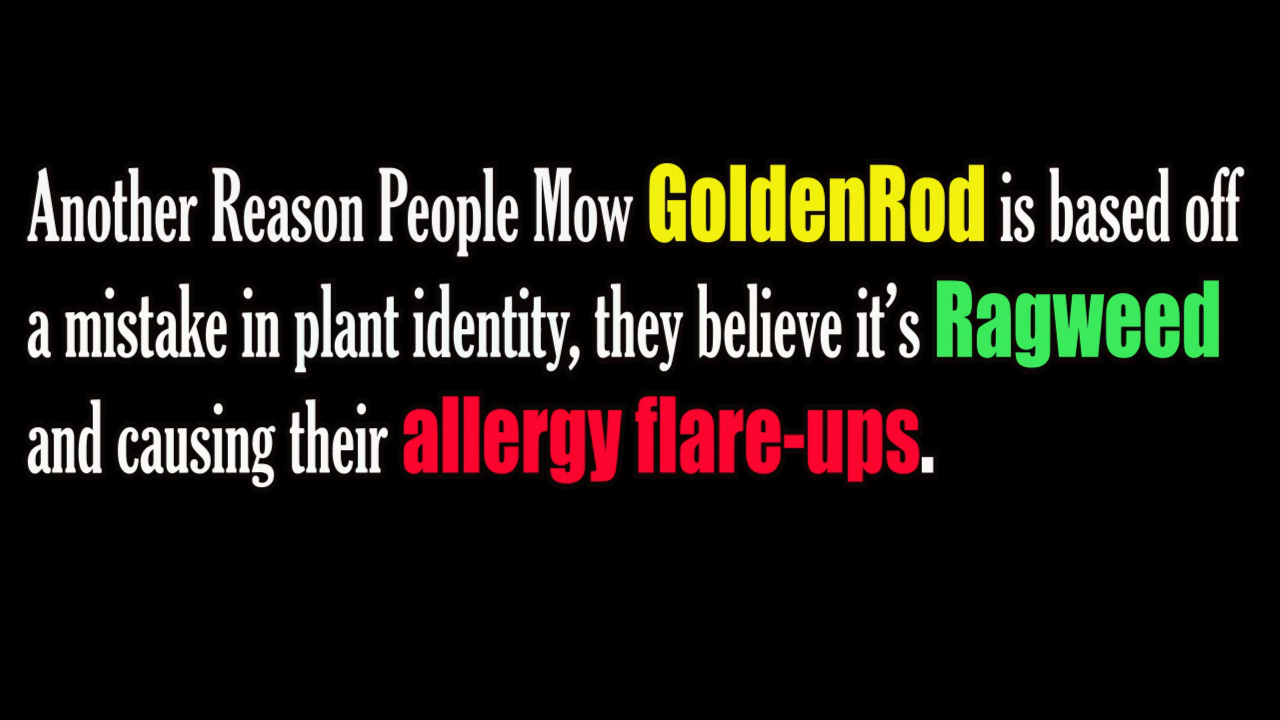 Another Reason People Mow GoldenRod is based off
a mistake in plant identity, they believe it’s Ragweed
and causing their allergy flare-ups.